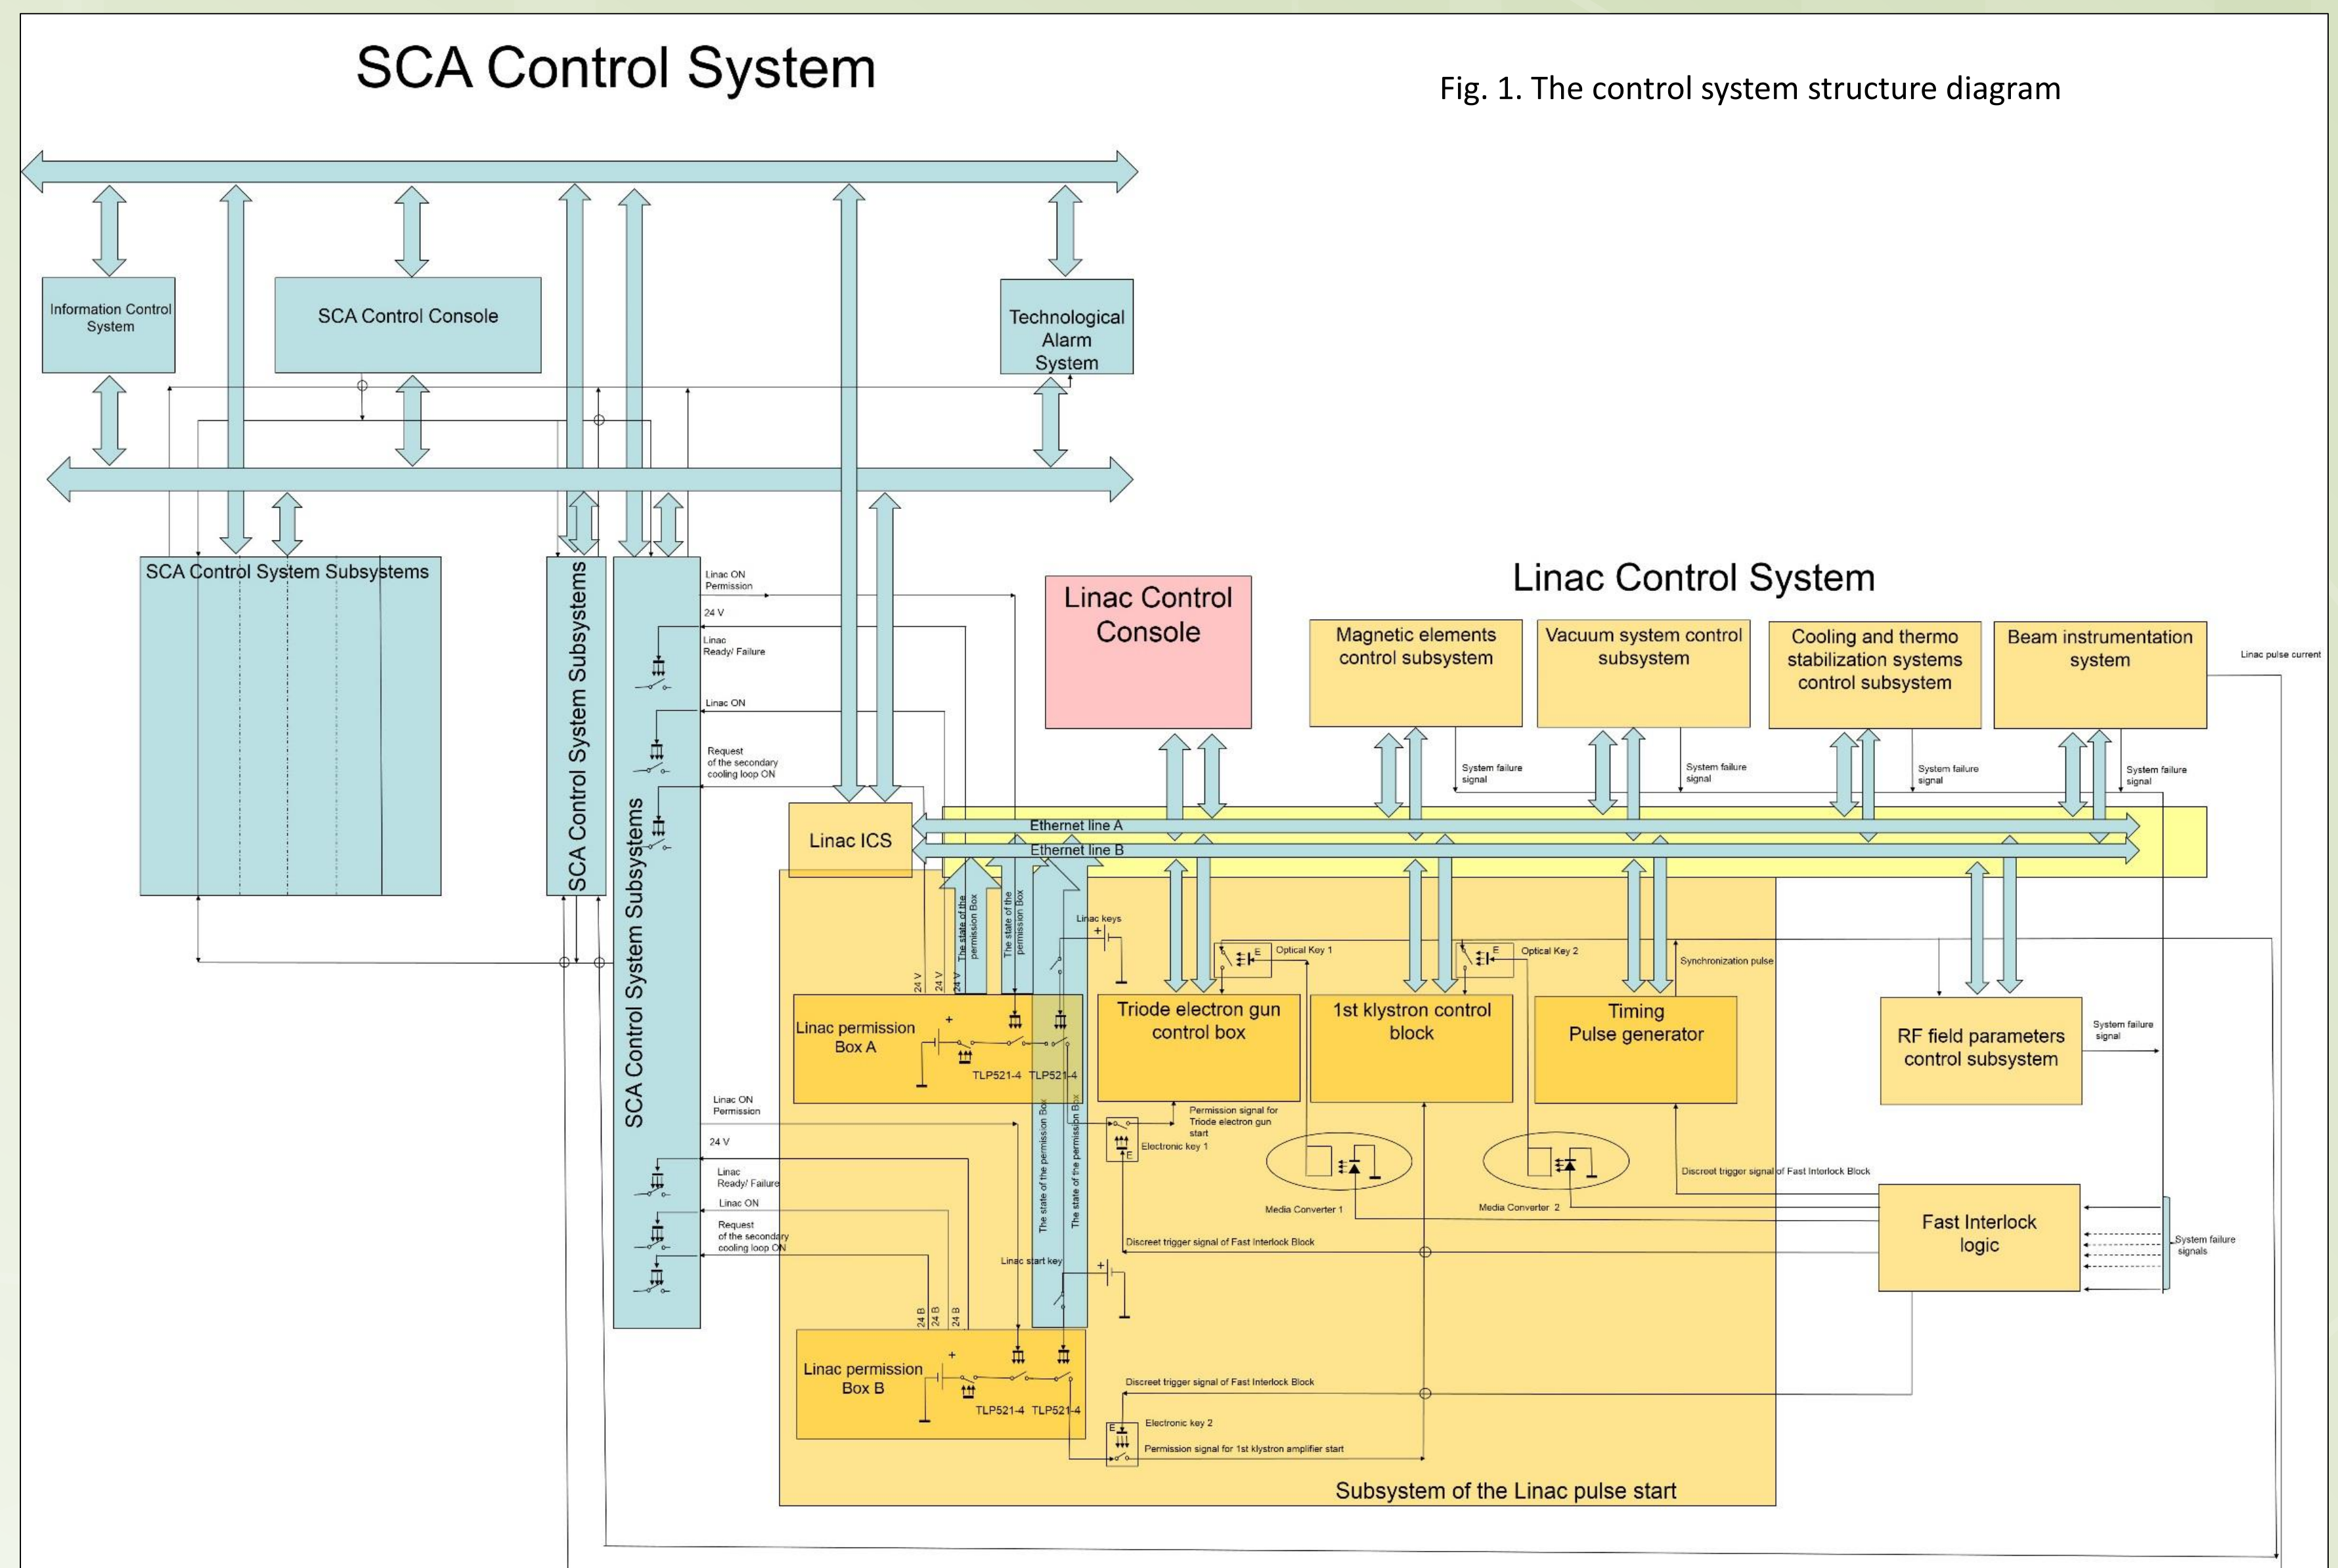 SCA Control System
Fig. 1. The control system structure diagram
Information Control
System
SCA Control Console
Technological
Alarm
System
SCA Control System Subsystems
SCA Control System Subsystems
SCA Control System Subsystems
Linac ON
Permission
24 V
Linac
Ready/ Failure
Linac ON
Request
of the secondary
cooling loop ON
Linac Control
Console
Linac Control System
Magnetic elements
control subsystem
Vacuum system control
subsystem
Cooling and thermo
stabilization systems
control subsystem
Beam instrumentation
system
Linac pulse current
System failure
signal
System failure
signal
System failure
signal
System failure
signal
Linac ICS
Ethernet line A
Ethernet line B
The state of the
permission Box
The state of the
permission Box
Linac keys
+
24 V
24 V
24 V
E
Optical Key 1
E
Optical Key 2
Synchronization pulse
Linac permission
Box A
+
TLP521-4
TLP521-4
Triode electron gun
control box
1st klystron control
block
Timing
Pulse generator
RF field parameters
control subsystem
System failure
signal
Linac ON
Permission
24 V
Linac
Ready/ Failure
Linac ON
Request
of the secondary
cooling loop ON
The state of the permission Box
The state of the permission Box
Permission signal for
Triode electron gun
start
Electronic key 1
E
Media Converter 1
Media Converter 2
Discreet trigger signal of Fast Interlock Block
Discreet trigger signal of Fast Interlock Block
Fast Interlock
logic
System failure
signals
Linac start key
+
24 B
24 B
24 B
Linac permission
Box B
+
TLP521-4
TLP521-4
Discreet trigger signal of Fast Interlock Block
E
Electronic key 2
Permission signal for 1st klystron amplifier start
Subsystem of the Linac pulse start